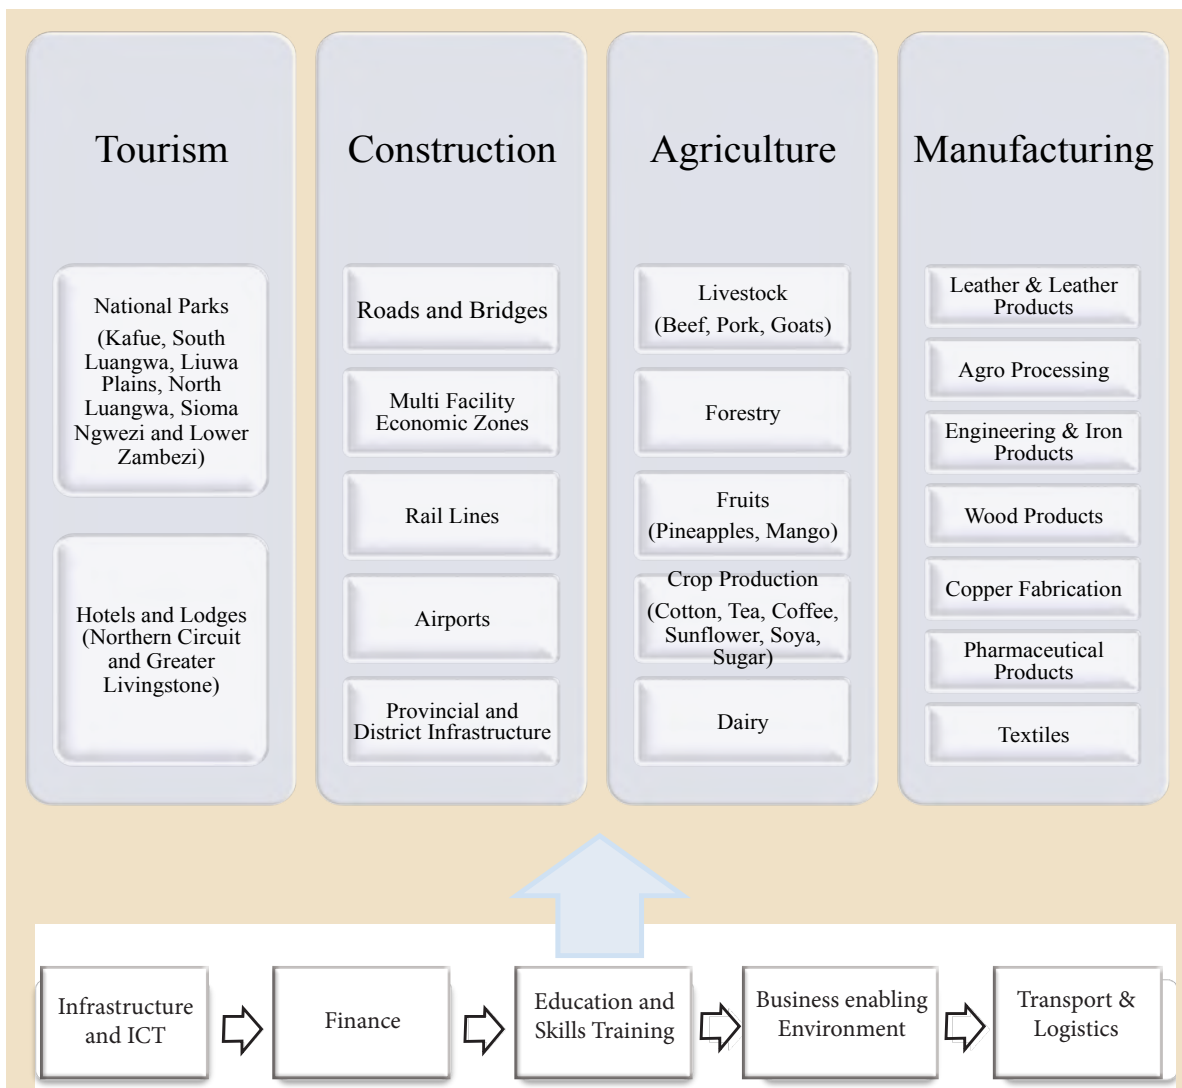 Tourism
National Parks
(Kafue, South
Luangwa, Liuwa
Plains, North
Luangwa, Sioma
Ngwezi and Lower
Zambezi)
Hotels and Lodges
(Northern Circuit
and Greater
Livingstone)
Construction
Roads and Bridges
Multi Facility
Economic Zones
Rail Lines
Airports
Provincial and
District Infrastructure
Agriculture
Livestock
(Beef, Pork, Goats)
Forestry
Fruits
(Pineapples, Mango)
Crop Production
(Cotton, Tea, Coffee,
Sunflower, Soya,
Sugar)
Dairy
Manufacturing
Leather & Leather
Products
Agro Processing
Engineering & Iron
Products
Wood Products
Copper Fabrication
Pharmaceutical
Products
Textiles
Infrastructure
and ICT
Finance
Education and
Skills Training
Business enabling
Environment
Transport &
Logistics